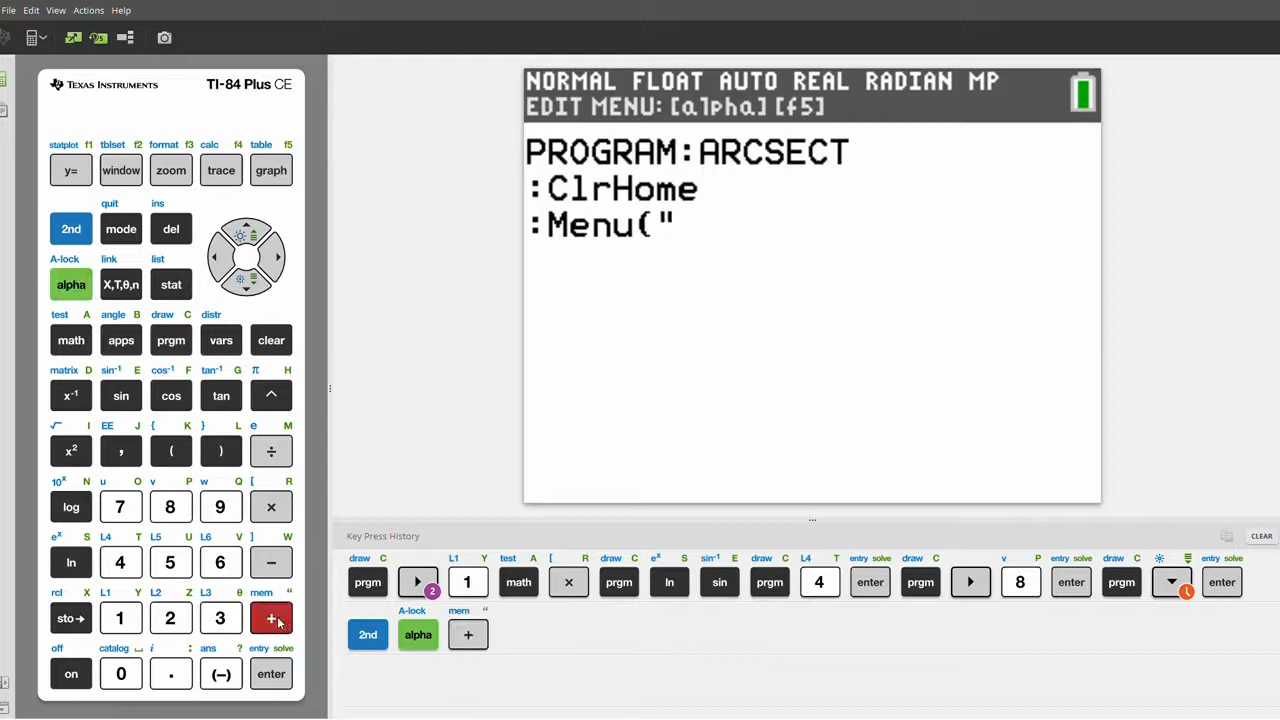 File Edit View Actions Help
TEXAS INSTRUMENTS TI-84 Plus CE
statplot f1 tblset f2 format f3 calc f4 table f5
y= window zoom trace graph
quit ins
2nd mode del
A-lock link list
alpha X,T,θ,n stat
test A angle B draw C distr
math apps prgm vars clear
matrix D sin⁻¹ E cos⁻¹ F tan⁻¹ G π H
x⁻¹ sin cos tan ^
√ I EE J { K } L e M
x² , ( ) ÷
10ˣ N u O v P w Q [ R
log 7 8 9 ×
eˣ S L4 T L5 U L6 V ] W
ln 4 5 6 −
rcl X L1 Y L2 Z L3 θ mem “
sto→ 1 2 3 +
off catalog ⎵ i : ans ? entry solve
on 0 . (−) enter
NORMAL FLOAT AUTO REAL RADIAN MP
EDIT MENU: [alpha] [f5]
PROGRAM:ARCSECT
:ClrHome
:Menu("
Key Press History
CLEAR
draw C L1 Y test A [ R draw C eˣ S sin⁻¹ E draw C L4 T entry solve draw C v P entry solve draw C entry solve
prgm 2 1 math × prgm ln sin prgm 4 enter prgm 8 enter prgm enter
A-lock mem “
2nd alpha +